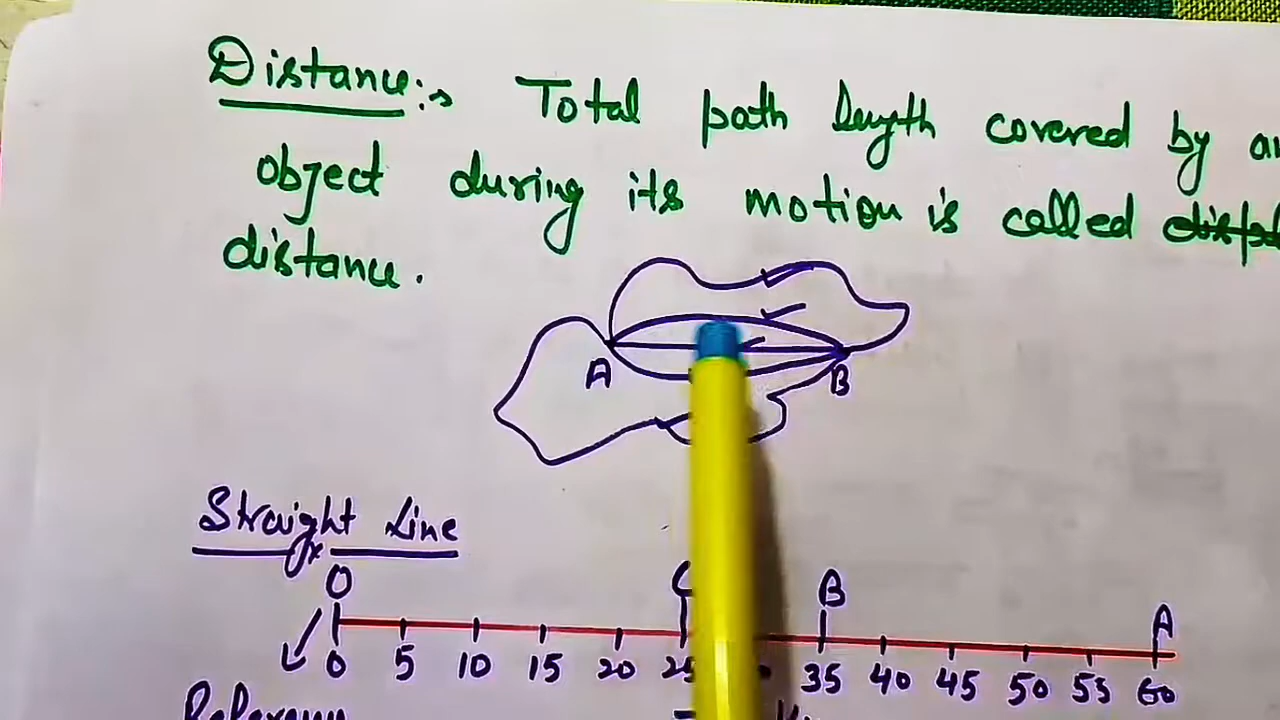 Distance:→ Total path length covered by an
object during its motion is called
distance.
A B
Straight Line
O C B A
0 5 10 15 20 25 35 40 45 50 55 60